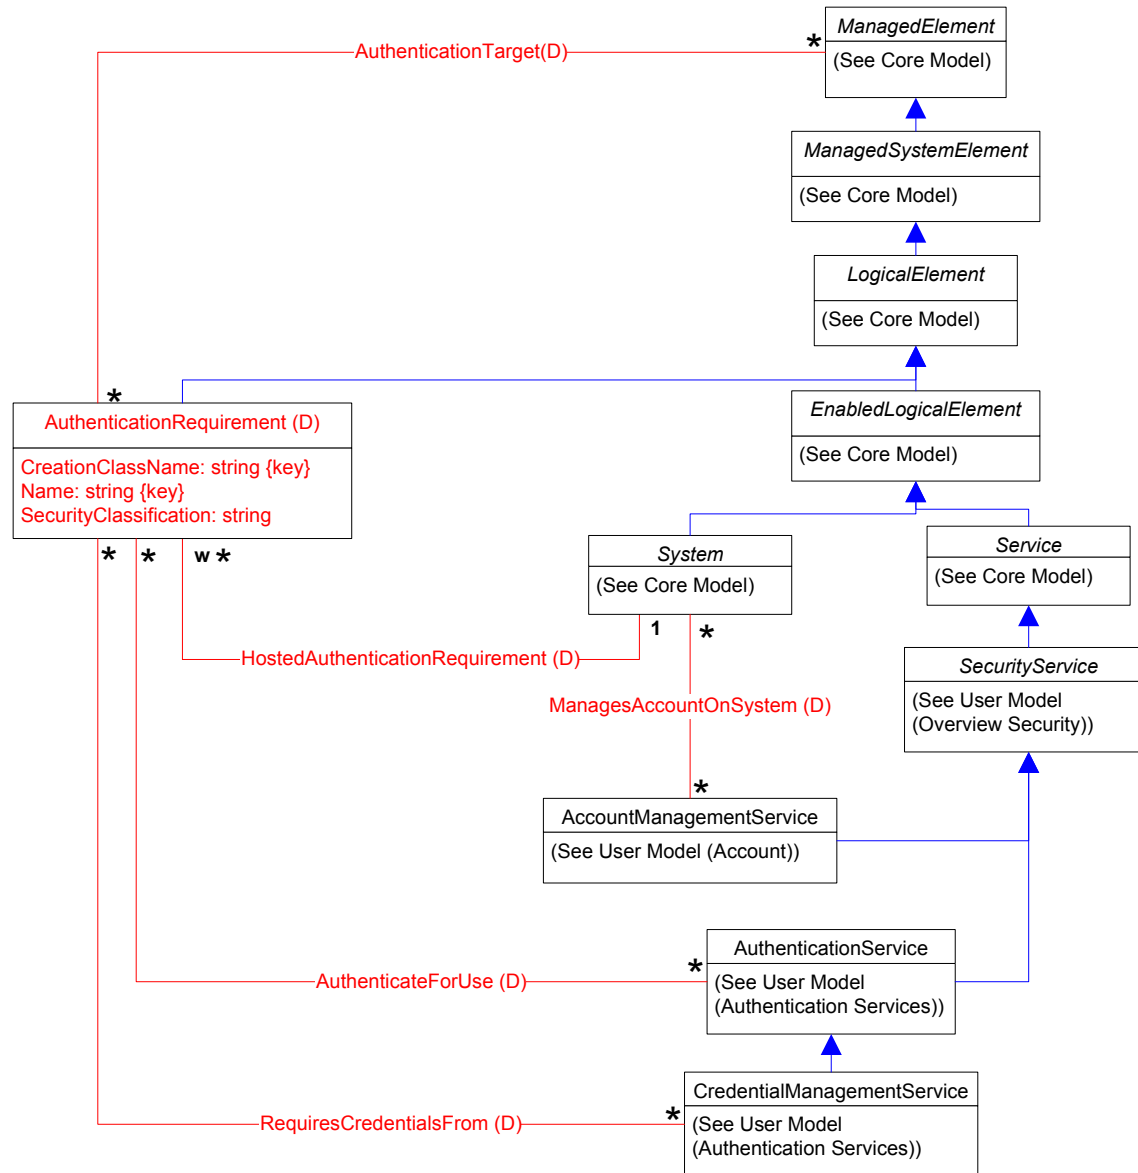 ManagedElement
(See Core Model)
AuthenticationTarget(D)
*
*
ManagedSystemElement
(See Core Model)
LogicalElement
(See Core Model)
AuthenticationRequirement (D)
CreationClassName: string {key}
Name: string {key}
SecurityClassification: string
EnabledLogicalElement
(See Core Model)
*
*
w *
System
(See Core Model)
Service
(See Core Model)
1
*
HostedAuthenticationRequirement (D)
SecurityService
(See User Model
(Overview Security))
ManagesAccountOnSystem (D)
*
AccountManagementService
(See User Model (Account))
AuthenticationService
(See User Model
(Authentication Services))
AuthenticateForUse (D)
*
CredentialManagementService
(See User Model
(Authentication Services))
RequiresCredentialsFrom (D)
*